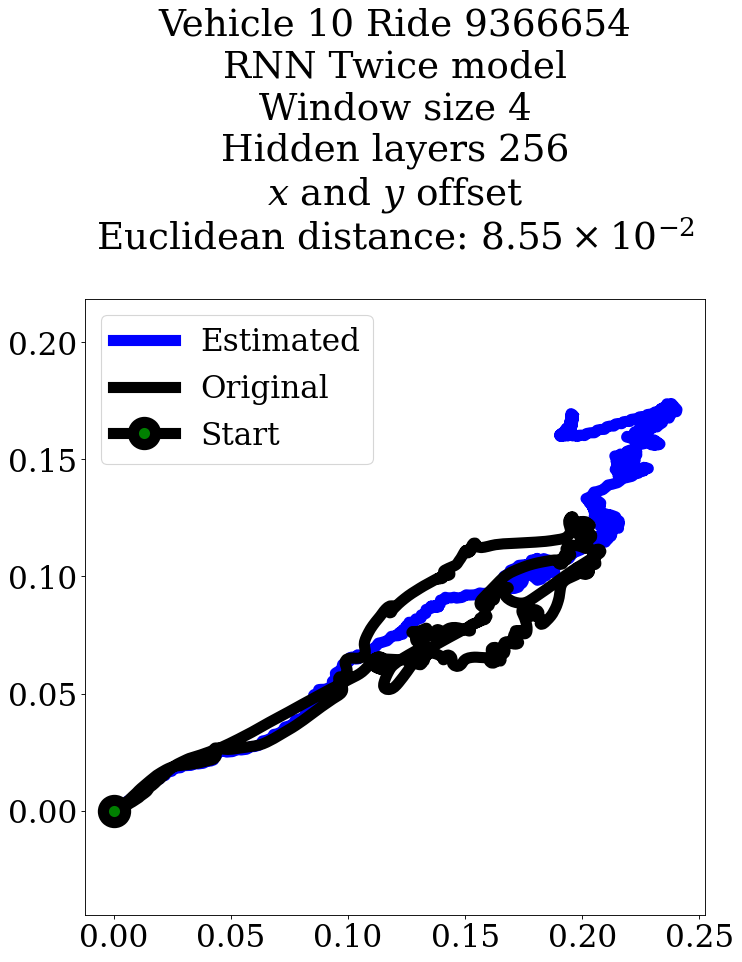 Vehicle 10 Ride 9366654
RNN Twice model
Window size 4
Hidden layers 256
x and y offset
Euclidean distance: 8.55 × 10⁻²
Estimated
Original
Start
0.20
0.15
0.10
0.05
0.00
0.00 0.05 0.10 0.15 0.20 0.25